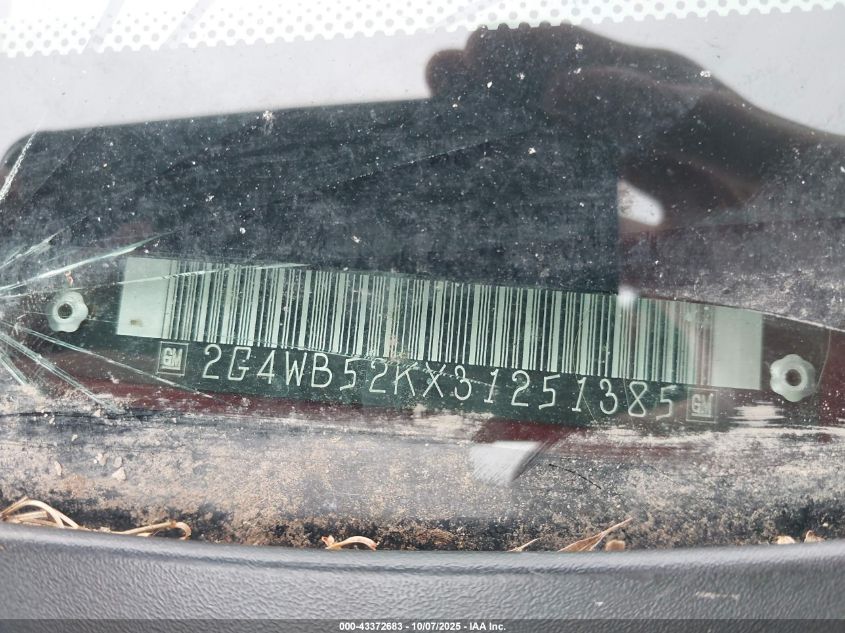 GM 2G4WB52KX31251385 GM
000-43372683 | 10/07/2025 - IAA Inc.